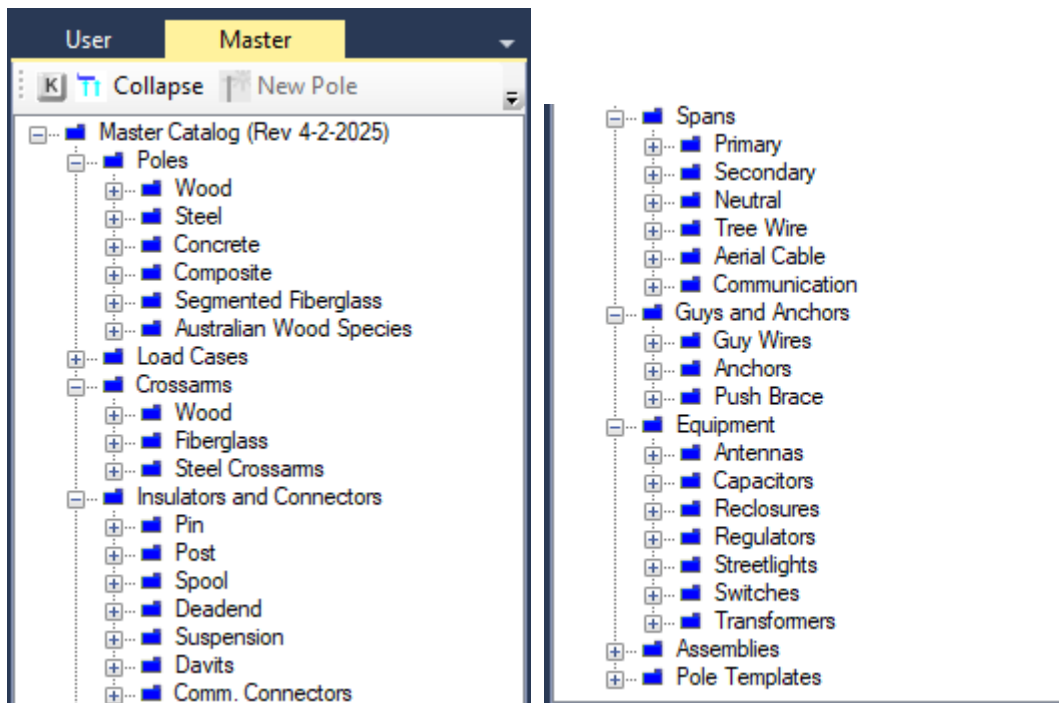 User Master
K Collapse New Pole
Master Catalog (Rev 4-2-2025)
Poles
Wood
Steel
Concrete
Composite
Segmented Fiberglass
Australian Wood Species
Load Cases
Crossarms
Wood
Fiberglass
Steel Crossarms
Insulators and Connectors
Pin
Post
Spool
Deadend
Suspension
Davits
Comm. Connectors
Spans
Primary
Secondary
Neutral
Tree Wire
Aerial Cable
Communication
Guys and Anchors
Guy Wires
Anchors
Push Brace
Equipment
Antennas
Capacitors
Reclosures
Regulators
Streetlights
Switches
Transformers
Assemblies
Pole Templates